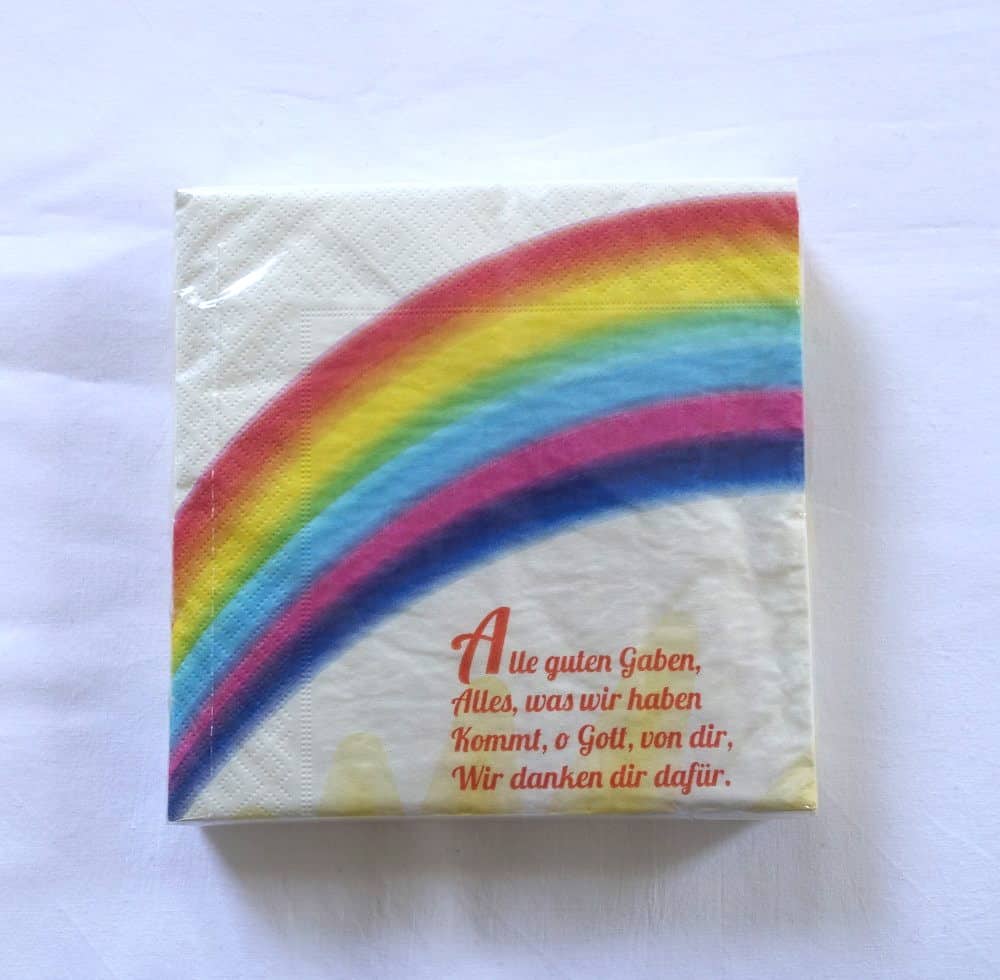 Alle guten Gaben,
Alles, was wir haben
Kommt, o Gott, von dir,
Wir danken dir dafür.